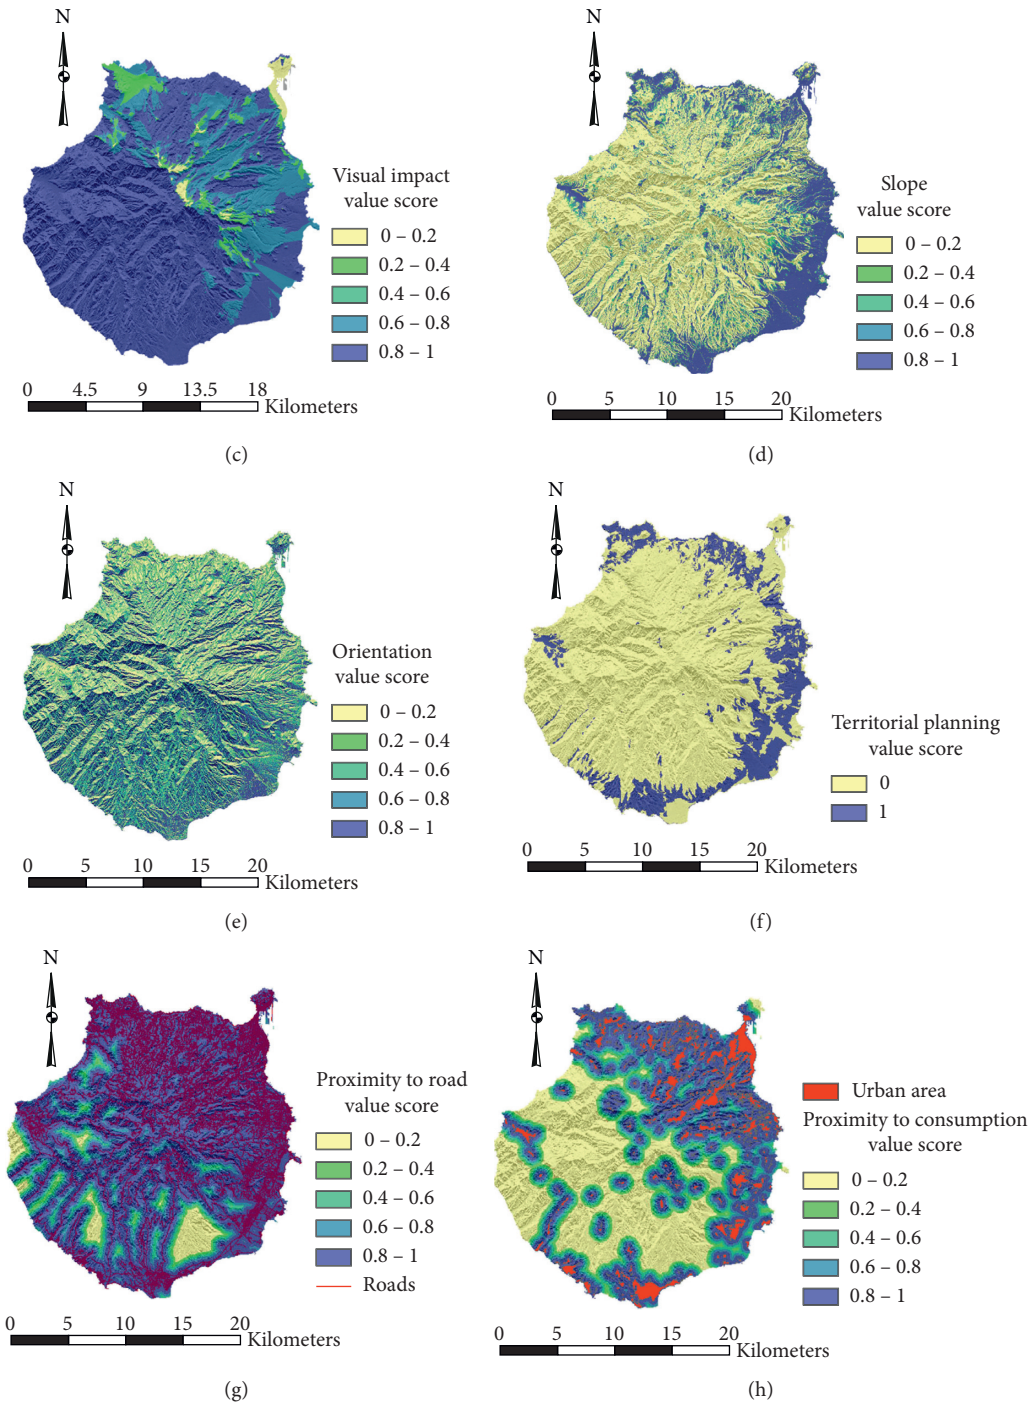 N
Visual impact
value score
0 – 0.2
0.2 – 0.4
0.4 – 0.6
0.6 – 0.8
0.8 – 1
0 4.5 9 13.5 18
Kilometers
(c)
N
Slope
value score
0 – 0.2
0.2 – 0.4
0.4 – 0.6
0.6 – 0.8
0.8 – 1
0 5 10 15 20
Kilometers
(d)
N
Orientation
value score
0 – 0.2
0.2 – 0.4
0.4 – 0.6
0.6 – 0.8
0.8 – 1
0 5 10 15 20
Kilometers
(e)
N
Territorial planning
value score
0
1
0 5 10 15 20
Kilometers
(f)
N
Proximity to road
value score
0 – 0.2
0.2 – 0.4
0.4 – 0.6
0.6 – 0.8
0.8 – 1
Roads
0 5 10 15 20
Kilometers
(g)
N
Urban area
Proximity to consumption
value score
0 – 0.2
0.2 – 0.4
0.4 – 0.6
0.6 – 0.8
0.8 – 1
0 5 10 15 20
Kilometers
(h)